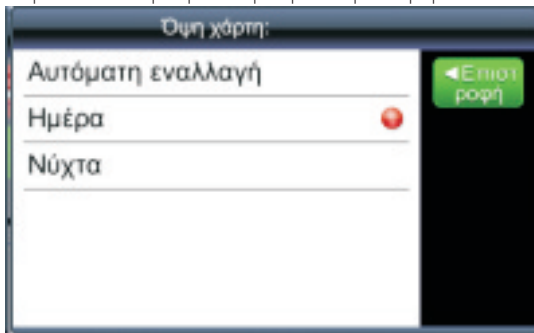 Όψη χάρτη:
Αυτόματη εναλλαγή
◄Επιστ
ροφή
Ημέρα
Νύχτα